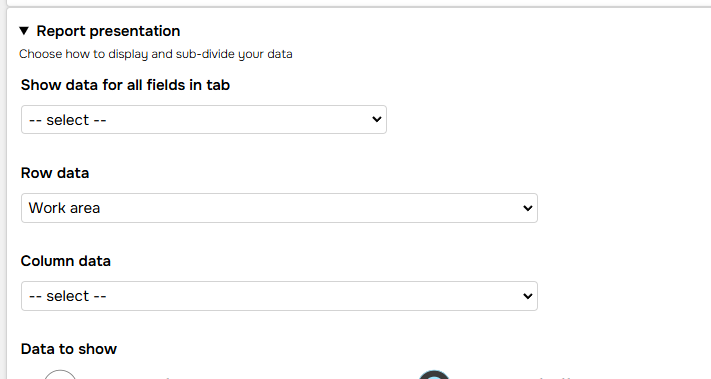 Report presentation
Choose how to display and sub-divide your data
Show data for all fields in tab
-- select --
Row data
Work area
Column data
-- select --
Data to show